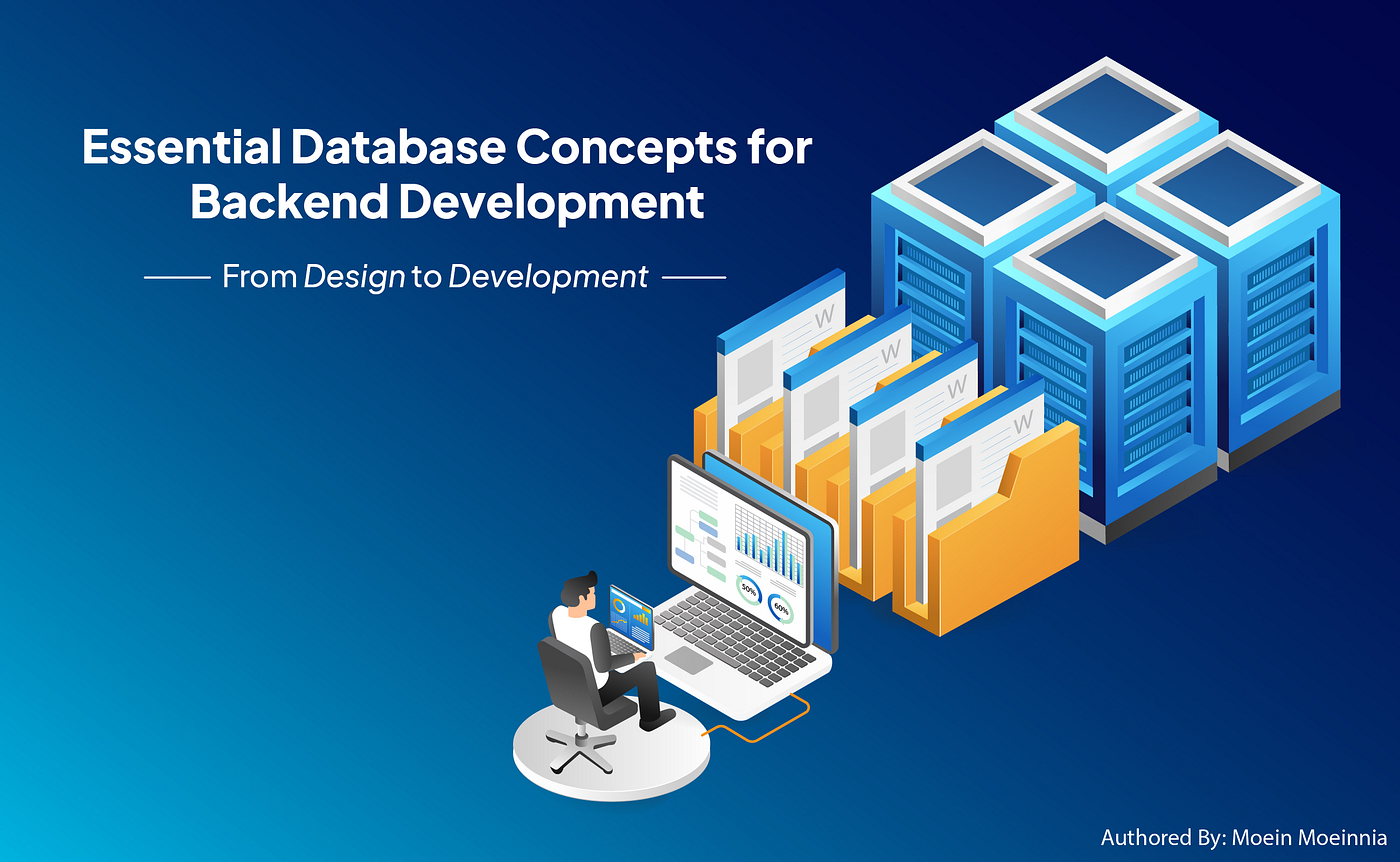 Essential Database Concepts for
Backend Development
From Design to Development
W
W
W
W
50%
60%
Authored By: Moein Moeinnia